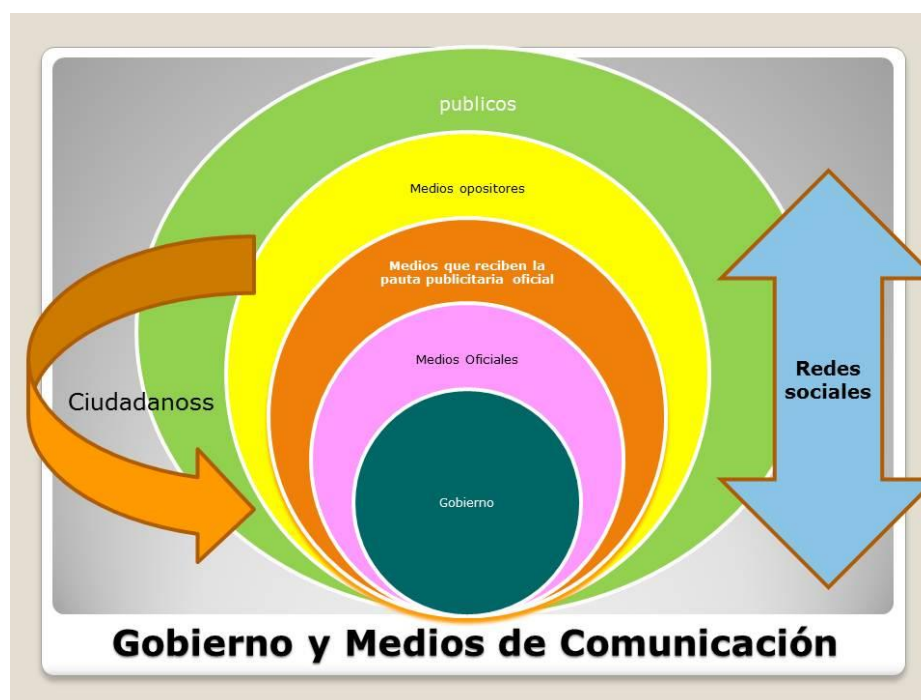 publicos
Medios opositores
Medios que reciben la
pauta publicitaria oficial
Medios Oficiales
Gobierno
Ciudadanoss
Redes
sociales
Gobierno y Medios de Comunicación